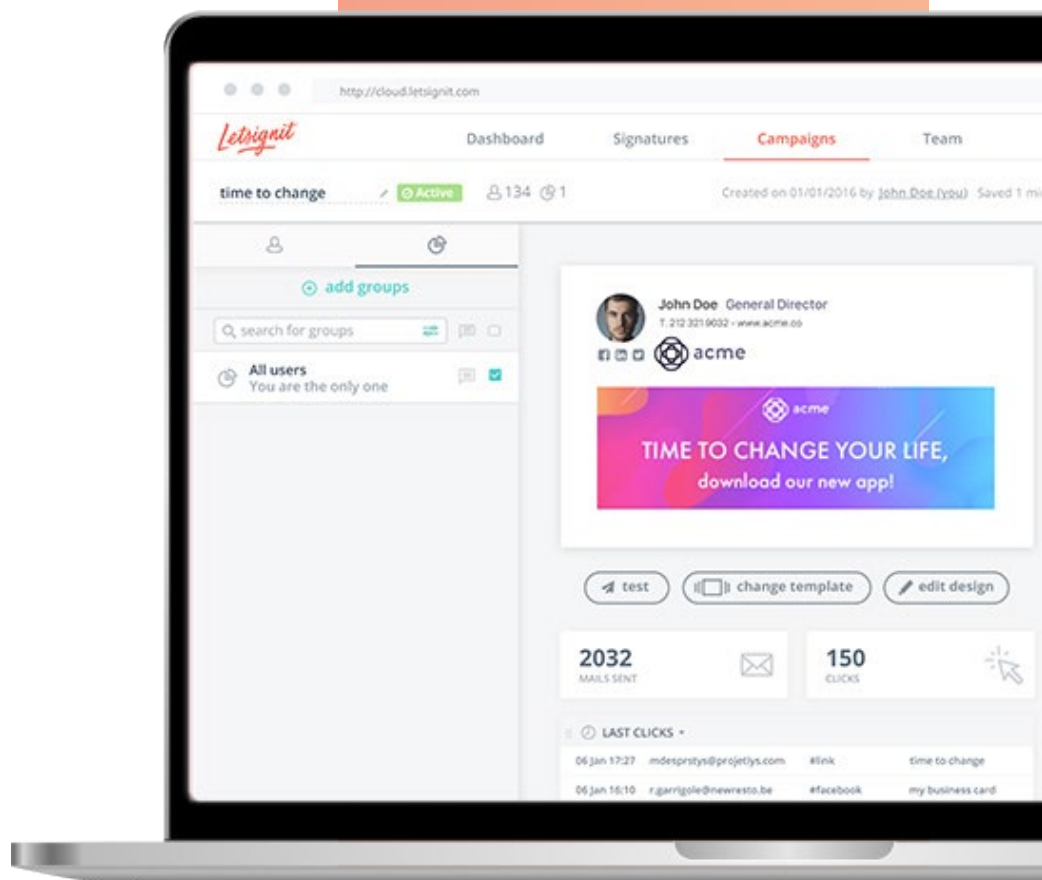 http://cloud.letsignit.com
Letsignit
Dashboard Signatures Campaigns Team
time to change Active 134 1 Created on 01/01/2016 by John Doe (you) Saved 1
add groups
search for groups
All users
You are the only one
John Doe General Director
T. 212 321 9032 - www.acme.co
acme
acme
TIME TO CHANGE YOUR LIFE,
download our new app!
test change template edit design
2032 150
MAILS SENT CLICKS
LAST CLICKS
06 Jan 17:27 mdesprstys@projetlys.com #link time to change
06 Jan 16:10 r.garrigole@newresto.be #facebook my business card